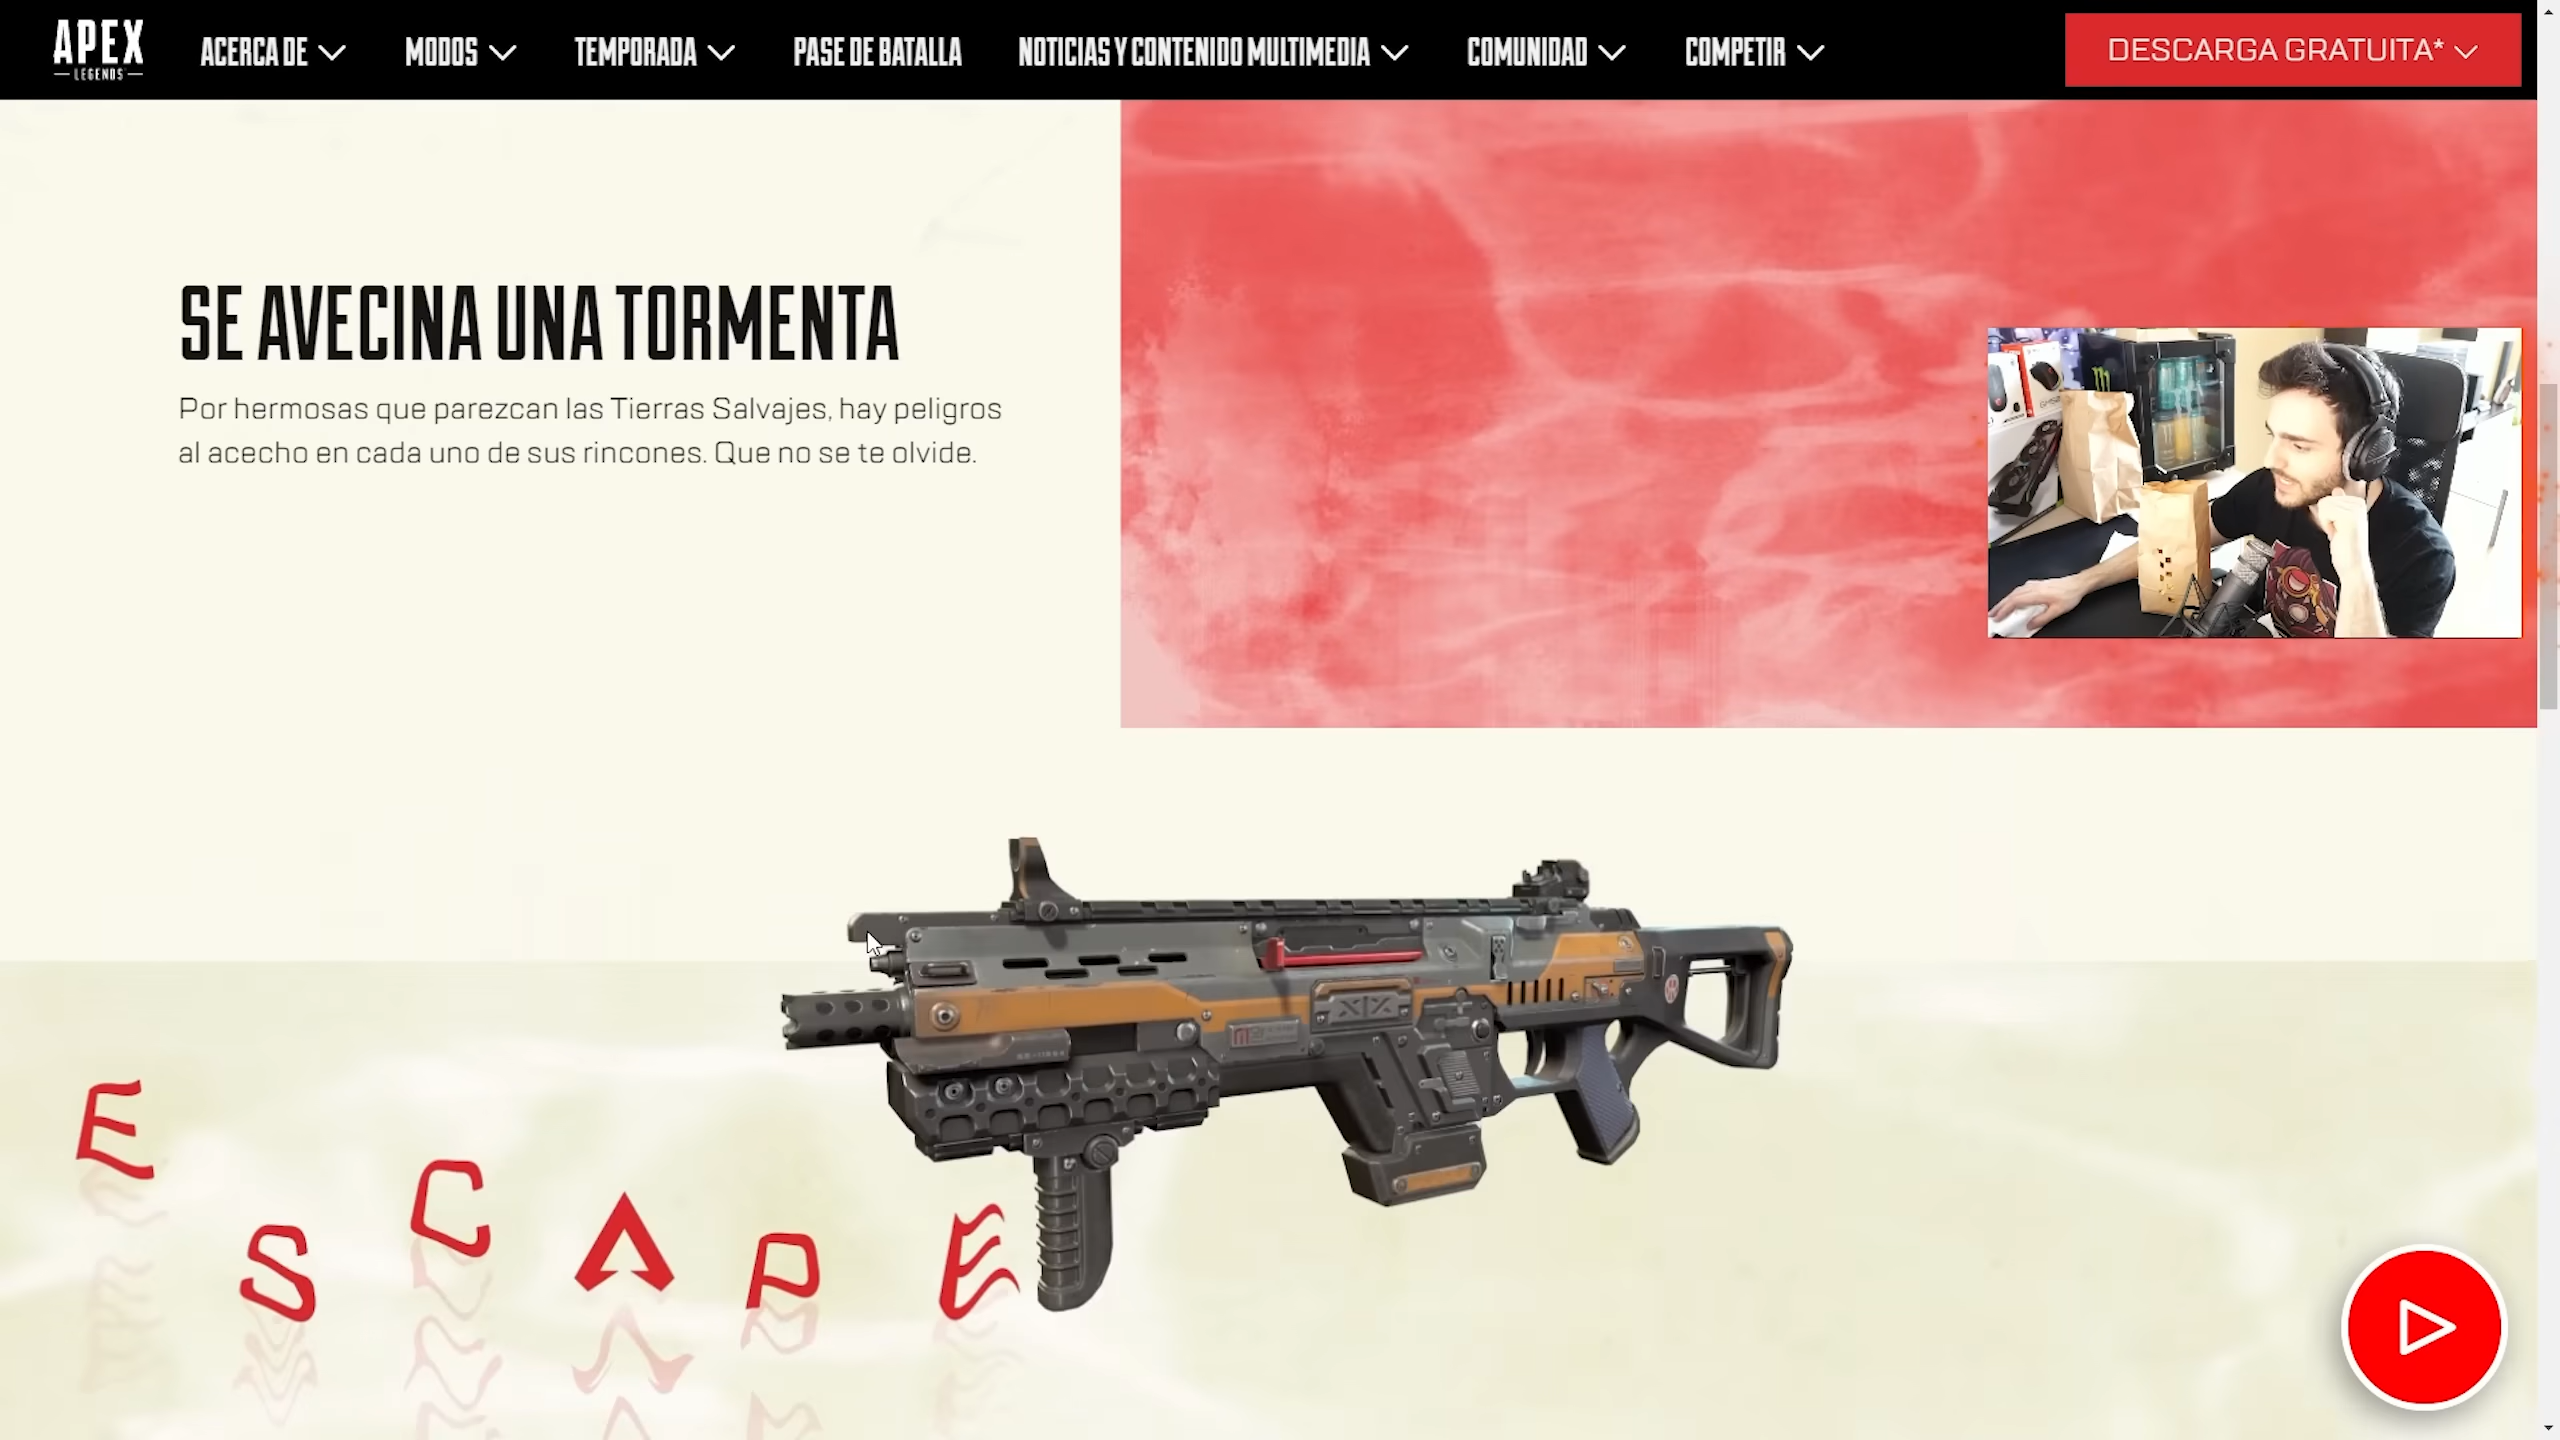 APEX
LEGENDS
ACERCA DE
MODOS
TEMPORADA
PASE DE BATALLA
NOTICIAS Y CONTENIDO MULTIMEDIA
COMUNIDAD
COMPETIR
DESCARGA GRATUITA*
SE AVECINA UNA TORMENTA
Por hermosas que parezcan las Tierras Salvajes, hay peligros
al acecho en cada uno de sus rincones. Que no se te olvide.
ESCAPE